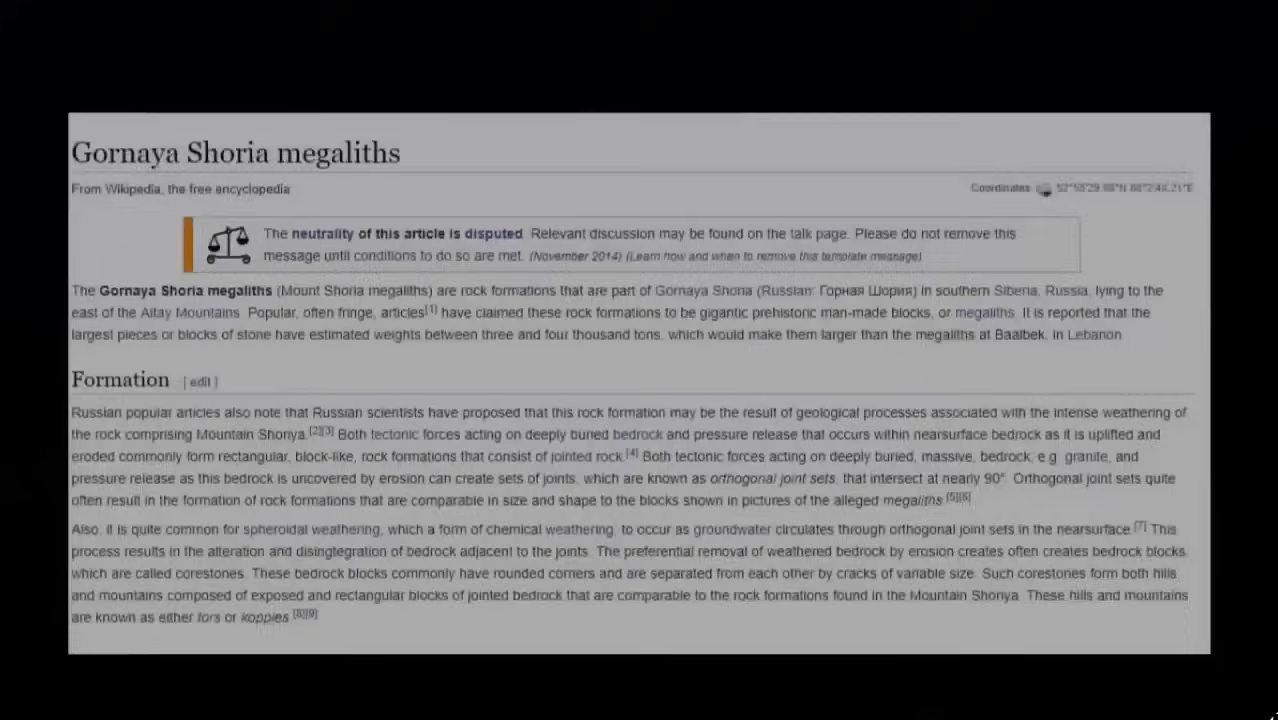 Gornaya Shoria megaliths
From Wikipedia, the free encyclopedia
Coordinates
The neutrality of this article is disputed. Relevant discussion may be found on the talk page. Please do not remove this
message until conditions to do so are met. (November 2014) (Learn how and when to remove this template message)
The Gornaya Shoria megaliths (Mount Shoria megaliths) are rock formations that are part of Gornaya Shoria (Russian: Горная Шория) in southern Siberia, Russia, lying to the
east of the Altay Mountains. Popular, often fringe, articles[1] have claimed these rock formations to be gigantic prehistoric man-made blocks, or megaliths. It is reported that the
largest pieces or blocks of stone have estimated weights between three and four thousand tons, which would make them larger than the megaliths at Baalbek, in Lebanon
Formation [ edit ]
Russian popular articles also note that Russian scientists have proposed that this rock formation may be the result of geological processes associated with the intense weathering of
the rock comprising Mountain Shoriya.[2][3] Both tectonic forces acting on deeply buried bedrock and pressure release that occurs within nearsurface bedrock as it is uplifted and
eroded commonly form rectangular, block-like, rock formations that consist of jointed rock.[4] Both tectonic forces acting on deeply buried, massive, bedrock, e.g. granite, and
pressure release as this bedrock is uncovered by erosion can create sets of joints, which are known as orthogonal joint sets, that intersect at nearly 90°. Orthogonal joint sets quite
often result in the formation of rock formations that are comparable in size and shape to the blocks shown in pictures of the alleged megaliths.[5][6]
Also, it is quite common for spheroidal weathering, which a form of chemical weathering, to occur as groundwater circulates through orthogonal joint sets in the nearsurface.[7] This
process results in the alteration and disingtegration of bedrock adjacent to the joints. The preferential removal of weathered bedrock by erosion creates often creates bedrock blocks,
which are called corestones. These bedrock blocks commonly have rounded corners and are separated from each other by cracks of variable size. Such corestones form both hills
and mountains composed of exposed and rectangular blocks of jointed bedrock that are comparable to the rock formations found in the Mountain Shoriya. These hills and mountains
are known as either tors or koppies.[8][9]